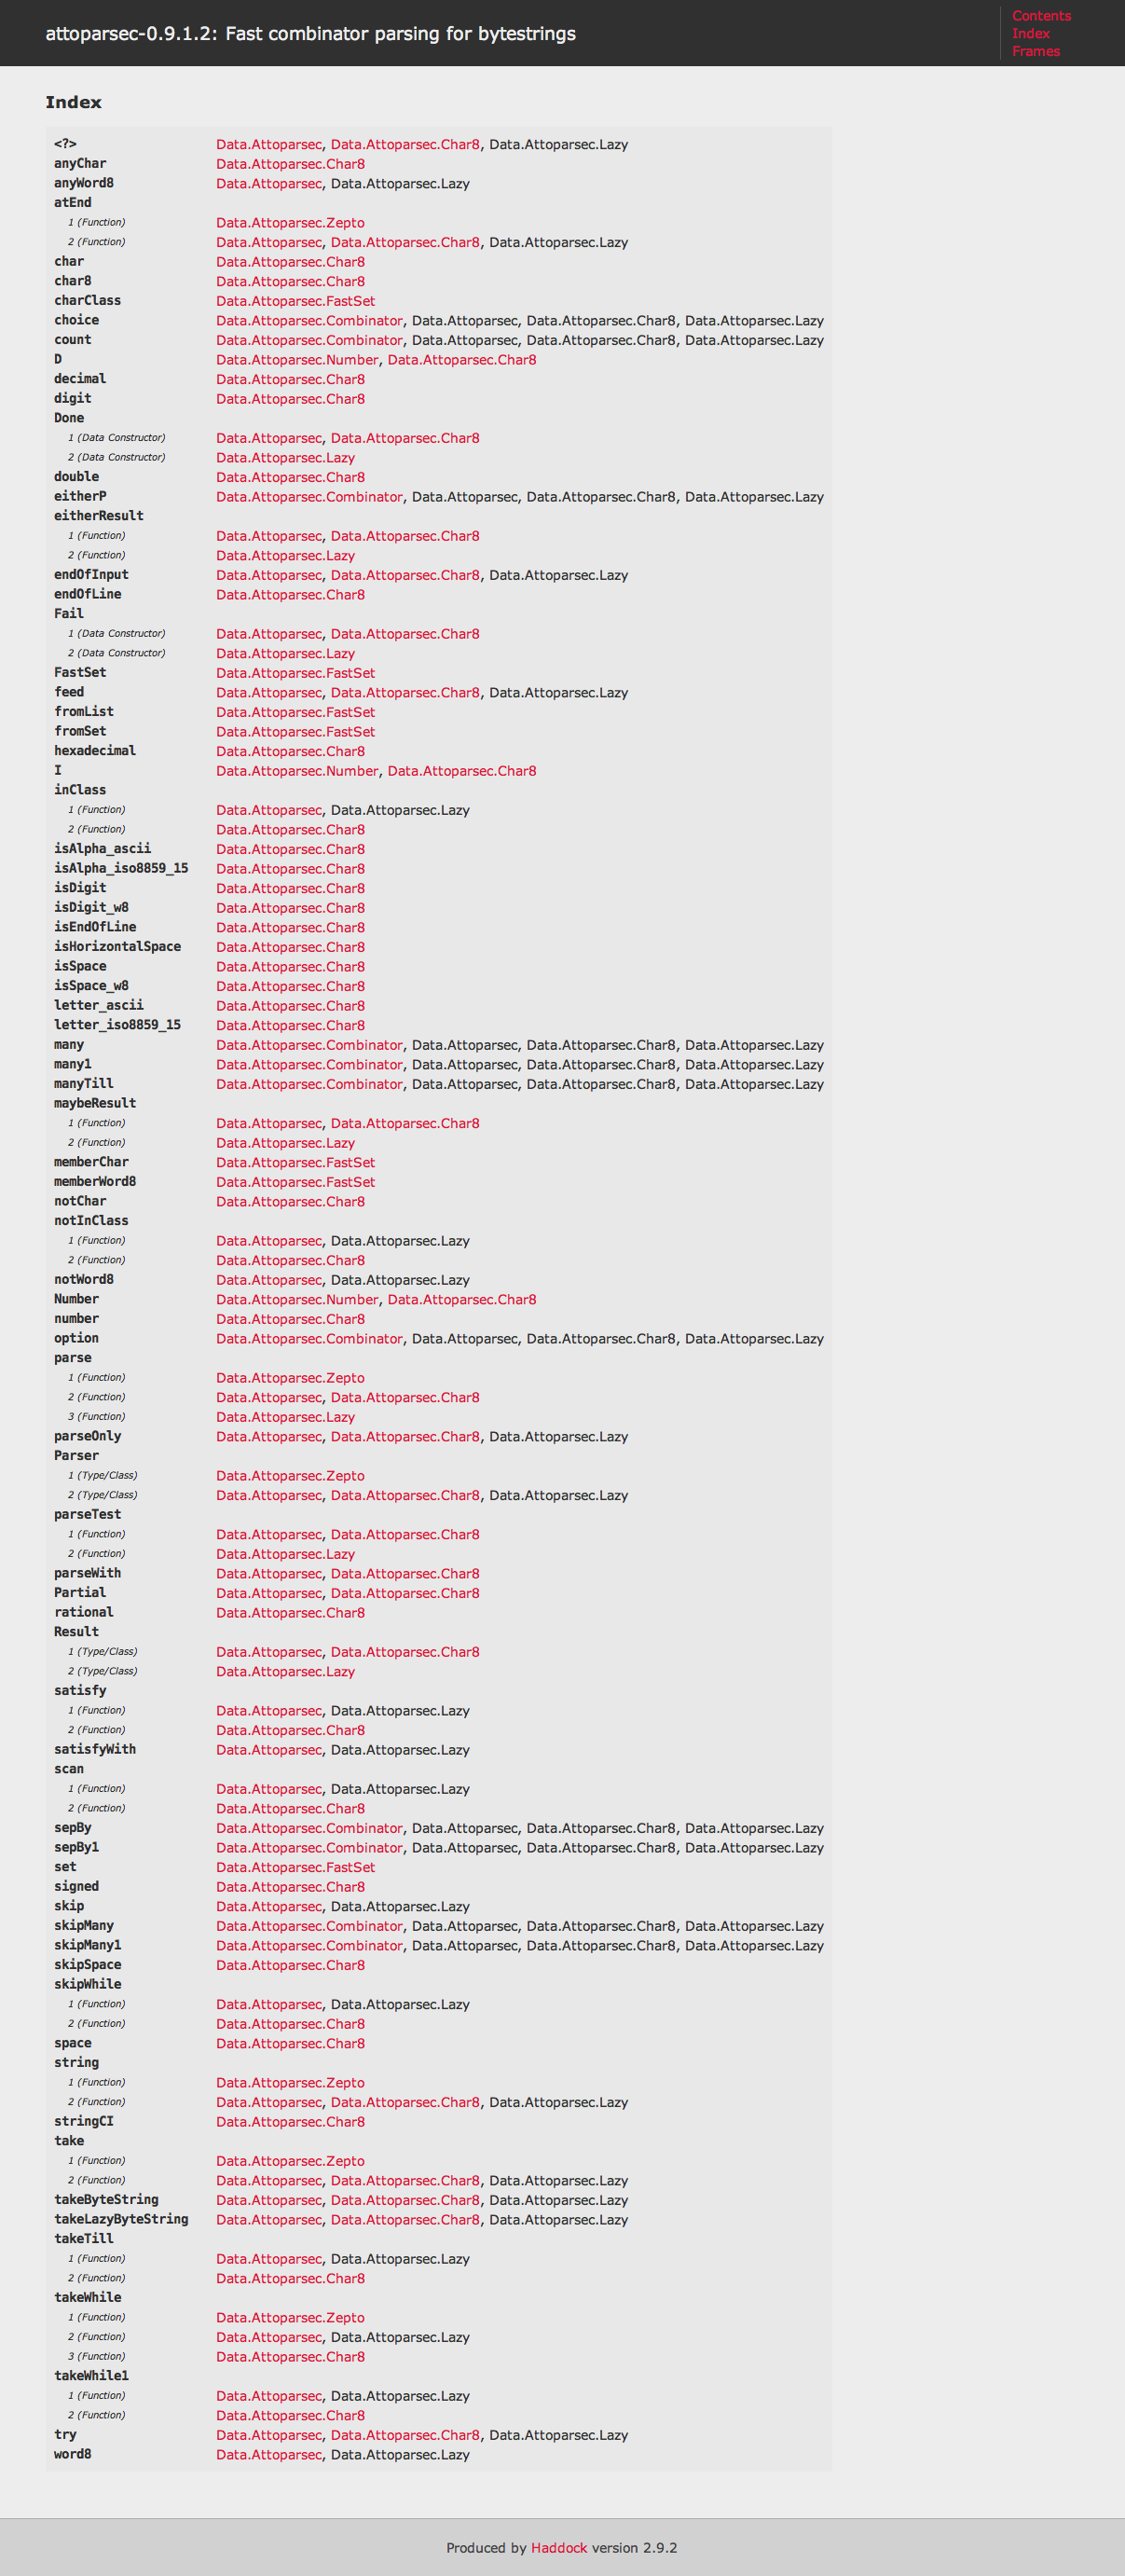 attoparsec-0.9.1.2: Fast combinator parsing for bytestrings
Contents
Index
Frames
Index
<?> Data.Attoparsec, Data.Attoparsec.Char8, Data.Attoparsec.Lazy
anyChar Data.Attoparsec.Char8
anyWord8 Data.Attoparsec, Data.Attoparsec.Lazy
atEnd
1 (Function) Data.Attoparsec.Zepto
2 (Function) Data.Attoparsec, Data.Attoparsec.Char8, Data.Attoparsec.Lazy
char Data.Attoparsec.Char8
char8 Data.Attoparsec.Char8
charClass Data.Attoparsec.FastSet
choice Data.Attoparsec.Combinator, Data.Attoparsec, Data.Attoparsec.Char8, Data.Attoparsec.Lazy
count Data.Attoparsec.Combinator, Data.Attoparsec, Data.Attoparsec.Char8, Data.Attoparsec.Lazy
D Data.Attoparsec.Number, Data.Attoparsec.Char8
decimal Data.Attoparsec.Char8
digit Data.Attoparsec.Char8
Done
1 (Data Constructor) Data.Attoparsec, Data.Attoparsec.Char8
2 (Data Constructor) Data.Attoparsec.Lazy
double Data.Attoparsec.Char8
eitherP Data.Attoparsec.Combinator, Data.Attoparsec, Data.Attoparsec.Char8, Data.Attoparsec.Lazy
eitherResult
1 (Function) Data.Attoparsec, Data.Attoparsec.Char8
2 (Function) Data.Attoparsec.Lazy
endOfInput Data.Attoparsec, Data.Attoparsec.Char8, Data.Attoparsec.Lazy
endOfLine Data.Attoparsec.Char8
Fail
1 (Data Constructor) Data.Attoparsec, Data.Attoparsec.Char8
2 (Data Constructor) Data.Attoparsec.Lazy
FastSet Data.Attoparsec.FastSet
feed Data.Attoparsec, Data.Attoparsec.Char8, Data.Attoparsec.Lazy
fromList Data.Attoparsec.FastSet
fromSet Data.Attoparsec.FastSet
hexadecimal Data.Attoparsec.Char8
I Data.Attoparsec.Number, Data.Attoparsec.Char8
inClass
1 (Function) Data.Attoparsec, Data.Attoparsec.Lazy
2 (Function) Data.Attoparsec.Char8
isAlpha_ascii Data.Attoparsec.Char8
isAlpha_iso8859_15 Data.Attoparsec.Char8
isDigit Data.Attoparsec.Char8
isDigit_w8 Data.Attoparsec.Char8
isEndOfLine Data.Attoparsec.Char8
isHorizontalSpace Data.Attoparsec.Char8
isSpace Data.Attoparsec.Char8
isSpace_w8 Data.Attoparsec.Char8
letter_ascii Data.Attoparsec.Char8
letter_iso8859_15 Data.Attoparsec.Char8
many Data.Attoparsec.Combinator, Data.Attoparsec, Data.Attoparsec.Char8, Data.Attoparsec.Lazy
many1 Data.Attoparsec.Combinator, Data.Attoparsec, Data.Attoparsec.Char8, Data.Attoparsec.Lazy
manyTill Data.Attoparsec.Combinator, Data.Attoparsec, Data.Attoparsec.Char8, Data.Attoparsec.Lazy
maybeResult
1 (Function) Data.Attoparsec, Data.Attoparsec.Char8
2 (Function) Data.Attoparsec.Lazy
memberChar Data.Attoparsec.FastSet
memberWord8 Data.Attoparsec.FastSet
notChar Data.Attoparsec.Char8
notInClass
1 (Function) Data.Attoparsec, Data.Attoparsec.Lazy
2 (Function) Data.Attoparsec.Char8
notWord8 Data.Attoparsec, Data.Attoparsec.Lazy
Number Data.Attoparsec.Number, Data.Attoparsec.Char8
number Data.Attoparsec.Char8
option Data.Attoparsec.Combinator, Data.Attoparsec, Data.Attoparsec.Char8, Data.Attoparsec.Lazy
parse
1 (Function) Data.Attoparsec.Zepto
2 (Function) Data.Attoparsec, Data.Attoparsec.Char8
3 (Function) Data.Attoparsec.Lazy
parseOnly Data.Attoparsec, Data.Attoparsec.Char8, Data.Attoparsec.Lazy
Parser
1 (Type/Class) Data.Attoparsec.Zepto
2 (Type/Class) Data.Attoparsec, Data.Attoparsec.Char8, Data.Attoparsec.Lazy
parseTest
1 (Function) Data.Attoparsec, Data.Attoparsec.Char8
2 (Function) Data.Attoparsec.Lazy
parseWith Data.Attoparsec, Data.Attoparsec.Char8
Partial Data.Attoparsec, Data.Attoparsec.Char8
rational Data.Attoparsec.Char8
Result
1 (Type/Class) Data.Attoparsec, Data.Attoparsec.Char8
2 (Type/Class) Data.Attoparsec.Lazy
satisfy
1 (Function) Data.Attoparsec, Data.Attoparsec.Lazy
2 (Function) Data.Attoparsec.Char8
satisfyWith Data.Attoparsec, Data.Attoparsec.Lazy
scan
1 (Function) Data.Attoparsec, Data.Attoparsec.Lazy
2 (Function) Data.Attoparsec.Char8
sepBy Data.Attoparsec.Combinator, Data.Attoparsec, Data.Attoparsec.Char8, Data.Attoparsec.Lazy
sepBy1 Data.Attoparsec.Combinator, Data.Attoparsec, Data.Attoparsec.Char8, Data.Attoparsec.Lazy
set Data.Attoparsec.FastSet
signed Data.Attoparsec.Char8
skip Data.Attoparsec, Data.Attoparsec.Lazy
skipMany Data.Attoparsec.Combinator, Data.Attoparsec, Data.Attoparsec.Char8, Data.Attoparsec.Lazy
skipMany1 Data.Attoparsec.Combinator, Data.Attoparsec, Data.Attoparsec.Char8, Data.Attoparsec.Lazy
skipSpace Data.Attoparsec.Char8
skipWhile
1 (Function) Data.Attoparsec, Data.Attoparsec.Lazy
2 (Function) Data.Attoparsec.Char8
space Data.Attoparsec.Char8
string
1 (Function) Data.Attoparsec.Zepto
2 (Function) Data.Attoparsec, Data.Attoparsec.Char8, Data.Attoparsec.Lazy
stringCI Data.Attoparsec.Char8
take
1 (Function) Data.Attoparsec.Zepto
2 (Function) Data.Attoparsec, Data.Attoparsec.Char8, Data.Attoparsec.Lazy
takeByteString Data.Attoparsec, Data.Attoparsec.Char8, Data.Attoparsec.Lazy
takeLazyByteString Data.Attoparsec, Data.Attoparsec.Char8, Data.Attoparsec.Lazy
takeTill
1 (Function) Data.Attoparsec, Data.Attoparsec.Lazy
2 (Function) Data.Attoparsec.Char8
takeWhile
1 (Function) Data.Attoparsec.Zepto
2 (Function) Data.Attoparsec, Data.Attoparsec.Lazy
3 (Function) Data.Attoparsec.Char8
takeWhile1
1 (Function) Data.Attoparsec, Data.Attoparsec.Lazy
2 (Function) Data.Attoparsec.Char8
try Data.Attoparsec, Data.Attoparsec.Char8, Data.Attoparsec.Lazy
word8 Data.Attoparsec, Data.Attoparsec.Lazy
Produced by Haddock version 2.9.2